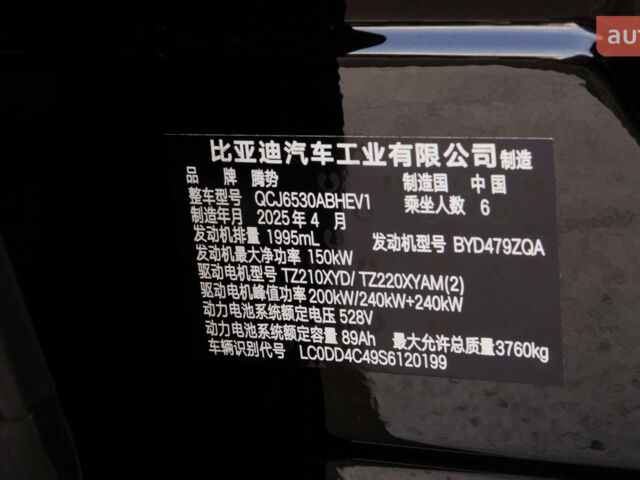 aut
比亚迪汽车工业有限公司制造
品 牌 腾势 制造国 中国
整车型号 QCJ6530ABHEV1 乘坐人数 6
制造年月 2025年4月
发动机排量 1995mL 发动机型号 BYD479ZQA
发动机最大净功率 150kW
驱动电机型号 TZ210XYD/ TZ220XYAM(2)
驱动电机峰值功率 200kW/240kW+240kW
动力电池系统额定电压 528V
动力电池系统额定容量 89Ah 最大允许总质量3760kg
车辆识别代号 LC0DD4C49S6120199